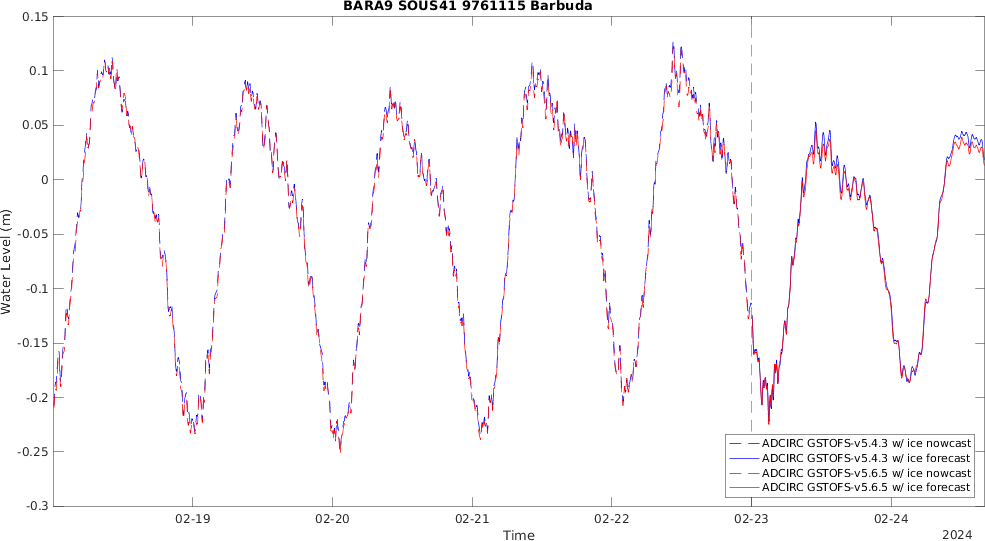 BARA9 SOUS41 9761115 Barbuda
0.15
0.1
0.05
0
-0.05
-0.1
-0.15
-0.2
-0.25
-0.3
Water Level (m)
02-19
02-20
02-21
02-22
02-23
02-24
Time
2024
ADCIRC GSTOFS-v5.4.3 w/ ice nowcast
ADCIRC GSTOFS-v5.4.3 w/ ice forecast
ADCIRC GSTOFS-v5.6.5 w/ ice nowcast
ADCIRC GSTOFS-v5.6.5 w/ ice forecast